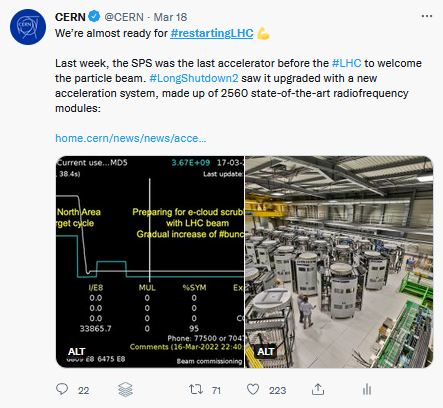 CERN
CERN @CERN · Mar 18
We're almost ready for #restartingLHC 💪
Last week, the SPS was the last accelerator before the #LHC to welcome
the particle beam. #LongShutdown2 saw it upgraded with a new
acceleration system, made up of 2560 state-of-the-art radiofrequency
modules:
home.cern/news/news/acce...
Current use...MD5 3.67E+09 17-03-2
38.4s) Last update:
North Area
rget cycle
Preparing for e-cloud scrub
with LHC beam
Gradual increase of #bunc
I/E8 MUL %SYM Ex
0.0 0 0
0.0 0 0
0.0 0 0
33865.7 0 95
Phone: 77500 or 704
Comments (16-Mar-2022 22:40
E8 6475 E8 Beam commissioning
ALT
ALT
22 71 223